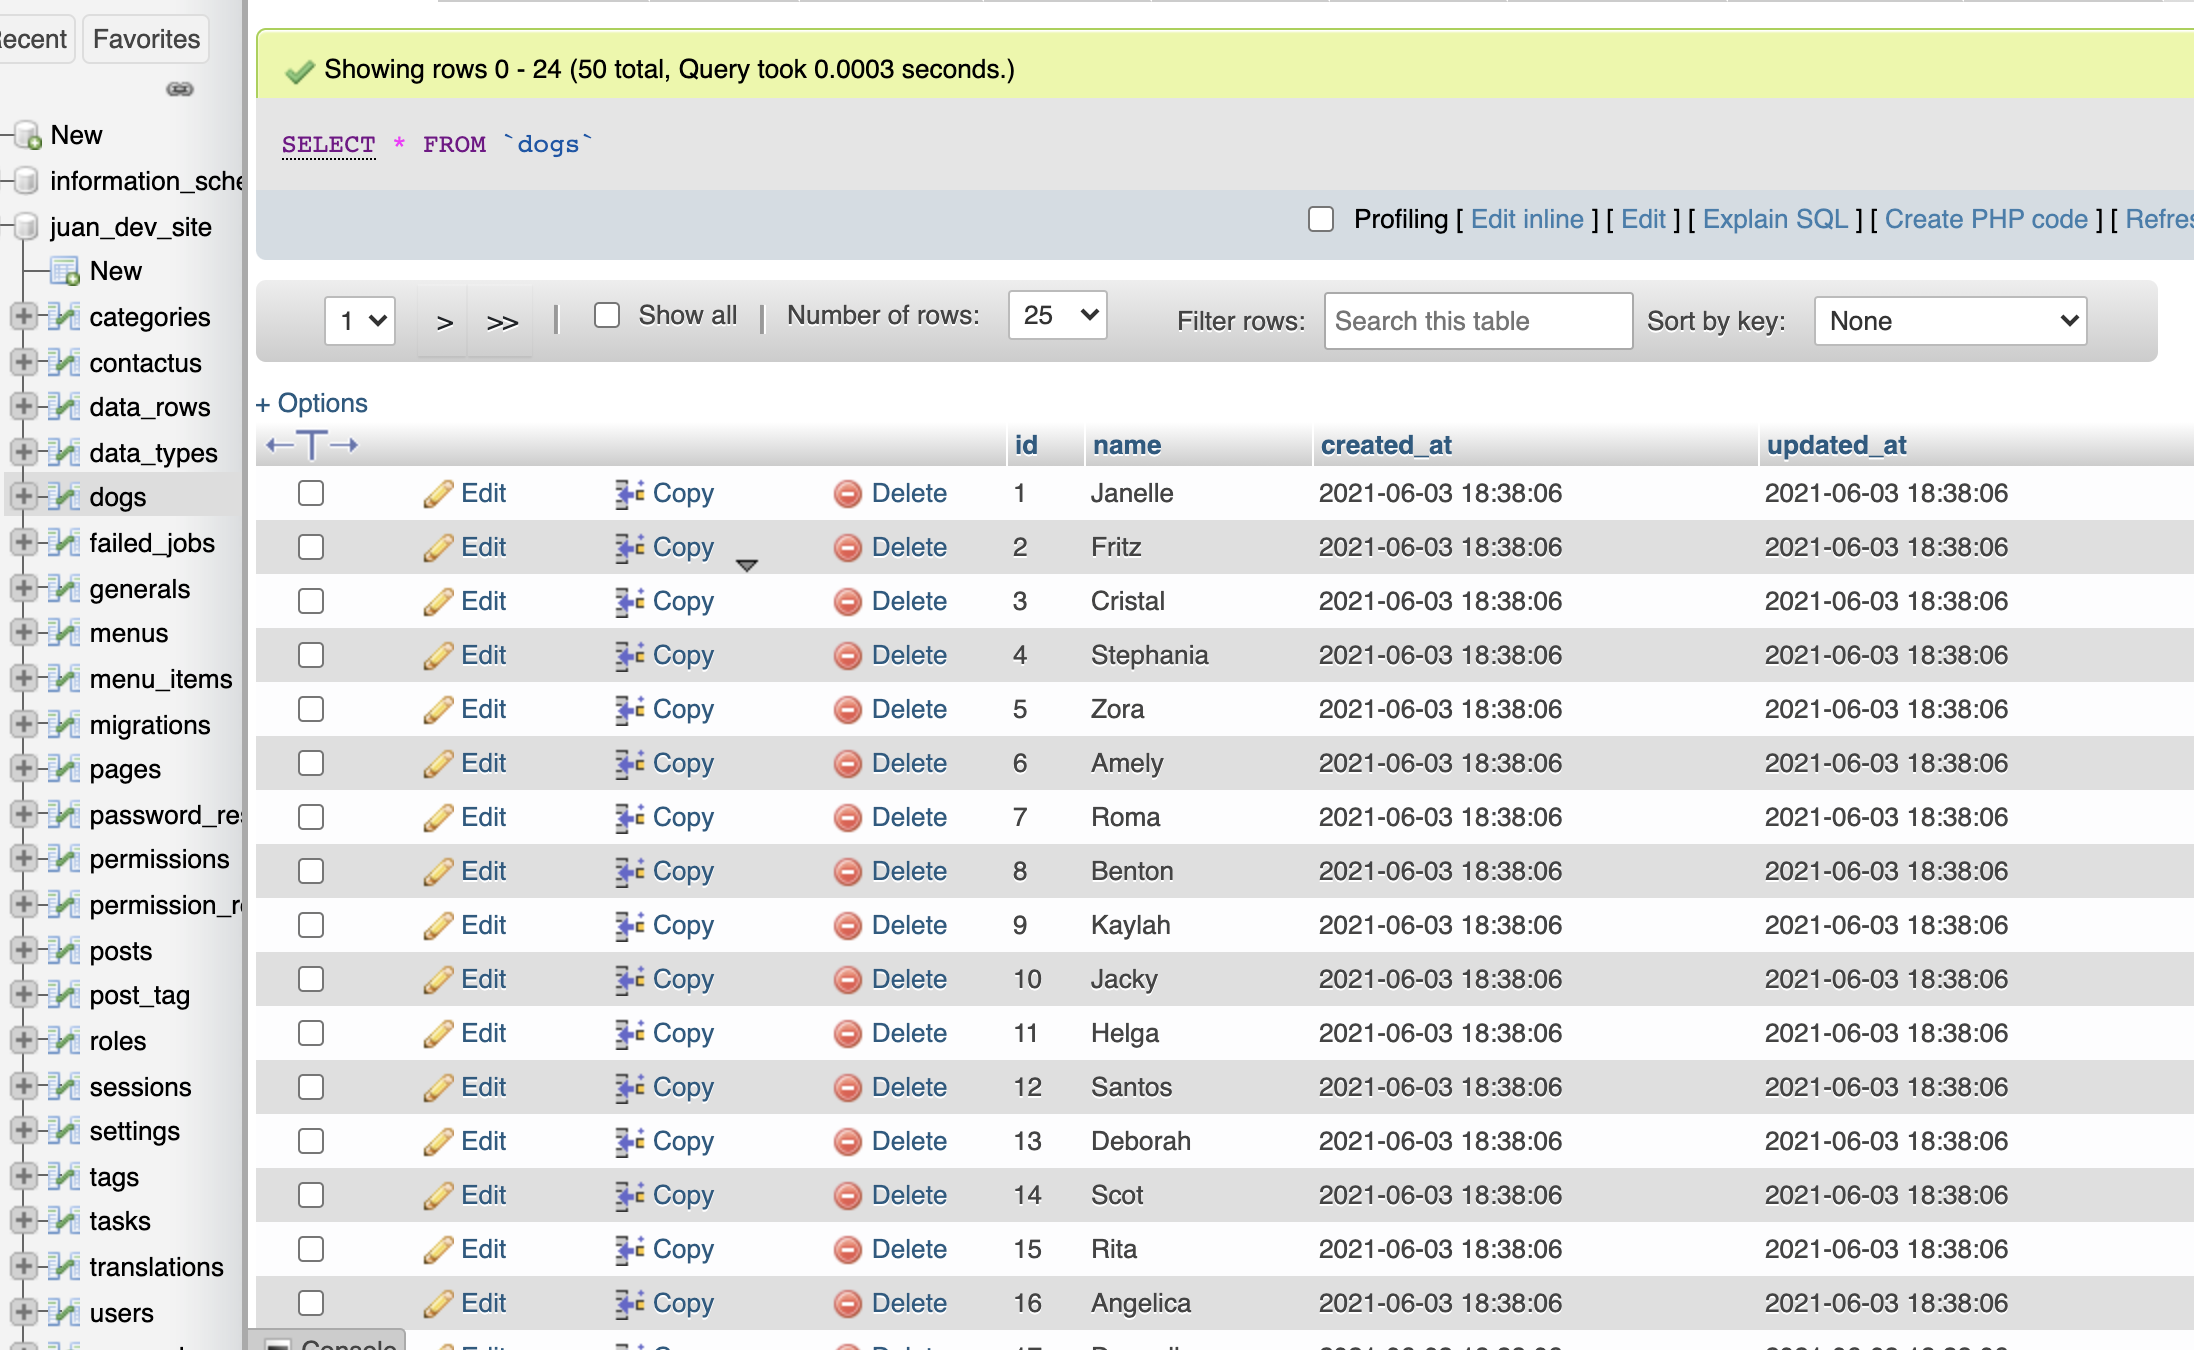 Favorites
New
information_sche
juan_dev_site
New
categories
contactus
data_rows
data_types
dogs
failed_jobs
generals
menus
menu_items
migrations
pages
password_res
permissions
permission_r
posts
post_tag
roles
sessions
settings
tags
tasks
translations
users
Showing rows 0 - 24 (50 total, Query took 0.0003 seconds.)
SELECT * FROM `dogs`
Profiling [ Edit inline ] [ Edit ] [ Explain SQL ] [ Create PHP code ] [ Refres
1 > >> | Show all | Number of rows: 25 Filter rows: Search this table Sort by key: None
+ Options
←T→ id name created_at updated_at
Edit Copy Delete 1 Janelle 2021-06-03 18:38:06 2021-06-03 18:38:06
Edit Copy Delete 2 Fritz 2021-06-03 18:38:06 2021-06-03 18:38:06
Edit Copy Delete 3 Cristal 2021-06-03 18:38:06 2021-06-03 18:38:06
Edit Copy Delete 4 Stephania 2021-06-03 18:38:06 2021-06-03 18:38:06
Edit Copy Delete 5 Zora 2021-06-03 18:38:06 2021-06-03 18:38:06
Edit Copy Delete 6 Amely 2021-06-03 18:38:06 2021-06-03 18:38:06
Edit Copy Delete 7 Roma 2021-06-03 18:38:06 2021-06-03 18:38:06
Edit Copy Delete 8 Benton 2021-06-03 18:38:06 2021-06-03 18:38:06
Edit Copy Delete 9 Kaylah 2021-06-03 18:38:06 2021-06-03 18:38:06
Edit Copy Delete 10 Jacky 2021-06-03 18:38:06 2021-06-03 18:38:06
Edit Copy Delete 11 Helga 2021-06-03 18:38:06 2021-06-03 18:38:06
Edit Copy Delete 12 Santos 2021-06-03 18:38:06 2021-06-03 18:38:06
Edit Copy Delete 13 Deborah 2021-06-03 18:38:06 2021-06-03 18:38:06
Edit Copy Delete 14 Scot 2021-06-03 18:38:06 2021-06-03 18:38:06
Edit Copy Delete 15 Rita 2021-06-03 18:38:06 2021-06-03 18:38:06
Edit Copy Delete 16 Angelica 2021-06-03 18:38:06 2021-06-03 18:38:06
Console